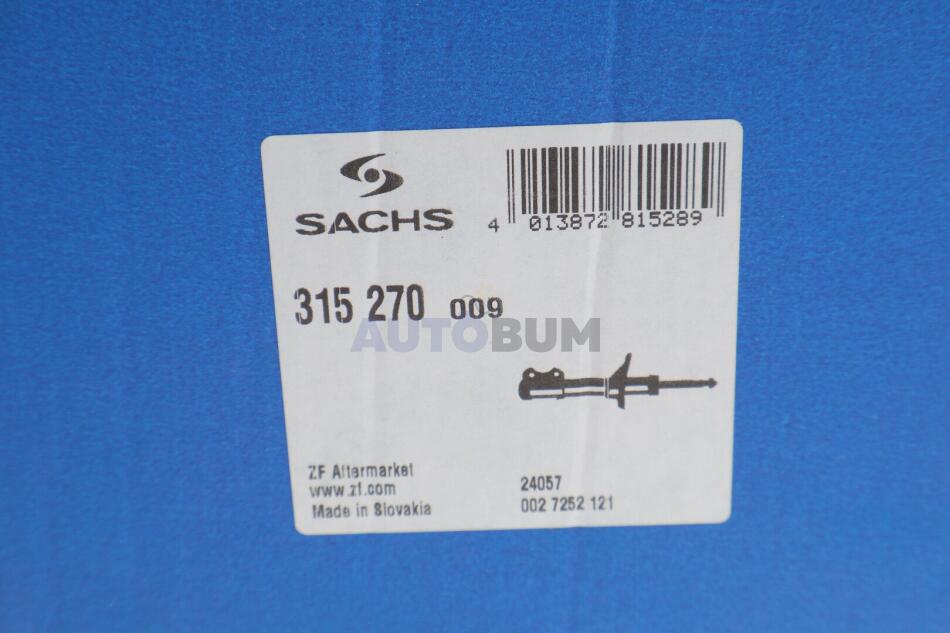 SACHS
4 013872 815289
315 270 009
AUTOBUM
ZF Aftermarket
www.zf.com
Made in Slovakia
24057
002 7252 121